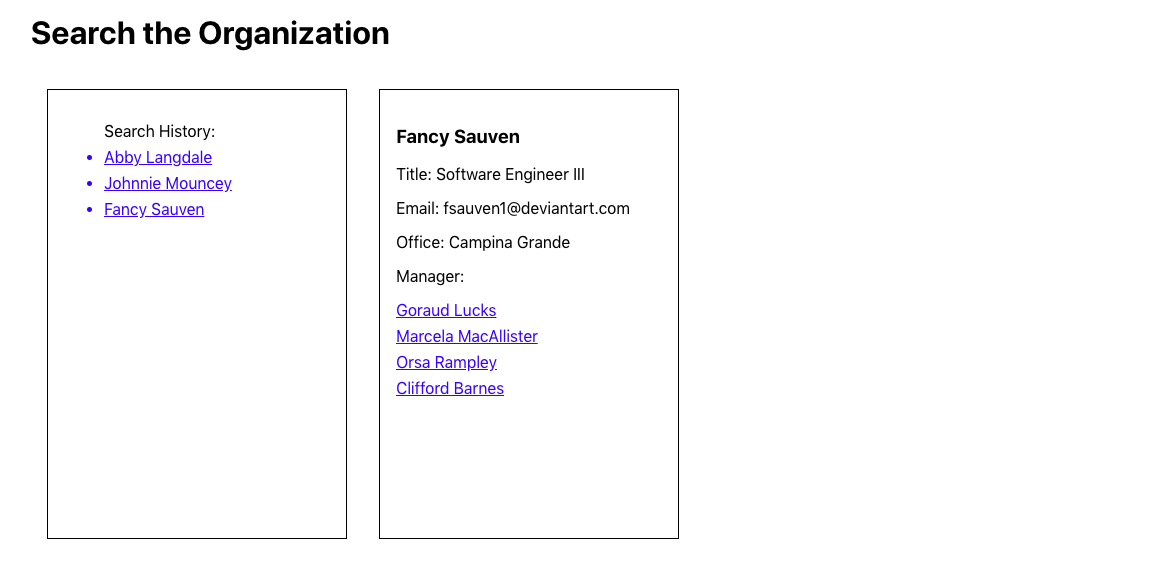 Search the Organization
Search History:
Abby Langdale
Johnnie Mouncey
Fancy Sauven
Fancy Sauven
Title: Software Engineer III
Email: fsauven1@deviantart.com
Office: Campina Grande
Manager:
Goraud Lucks
Marcela MacAllister
Orsa Rampley
Clifford Barnes